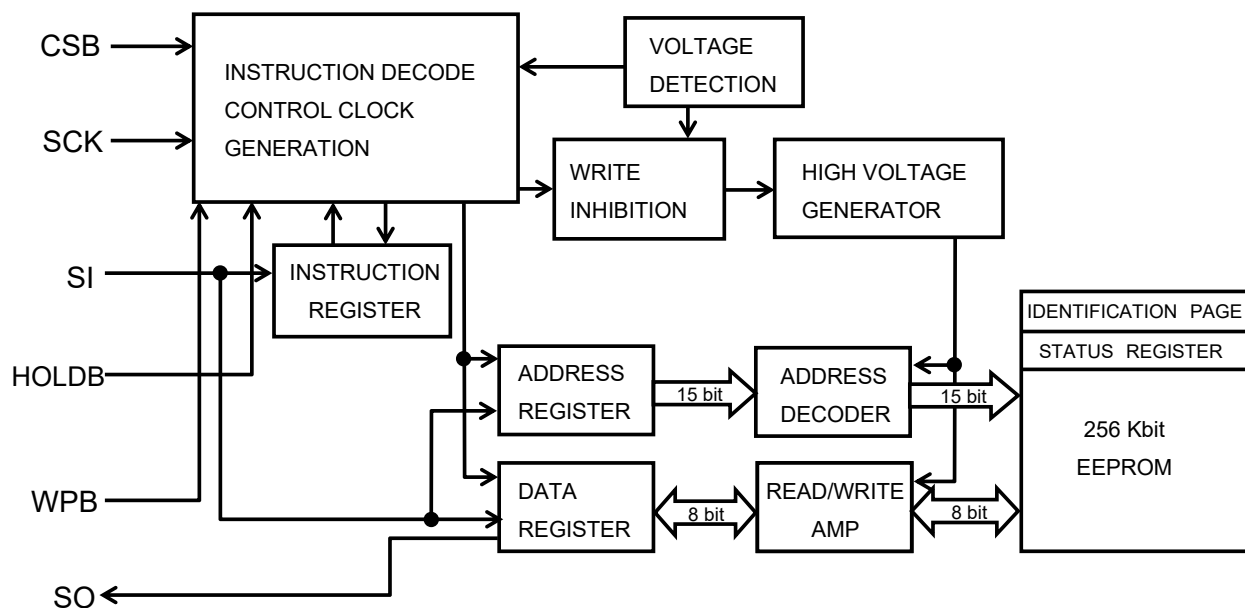 CSB
SCK
SI
HOLDB
WPB
SO
INSTRUCTION DECODE
CONTROL CLOCK
GENERATION
VOLTAGE
DETECTION
WRITE
INHIBITION
HIGH VOLTAGE
GENERATOR
INSTRUCTION
REGISTER
ADDRESS
REGISTER
15 bit
ADDRESS
DECODER
15 bit
DATA
REGISTER
8 bit
READ/WRITE
AMP
8 bit
IDENTIFICATION PAGE
STATUS REGISTER
256 Kbit
EEPROM